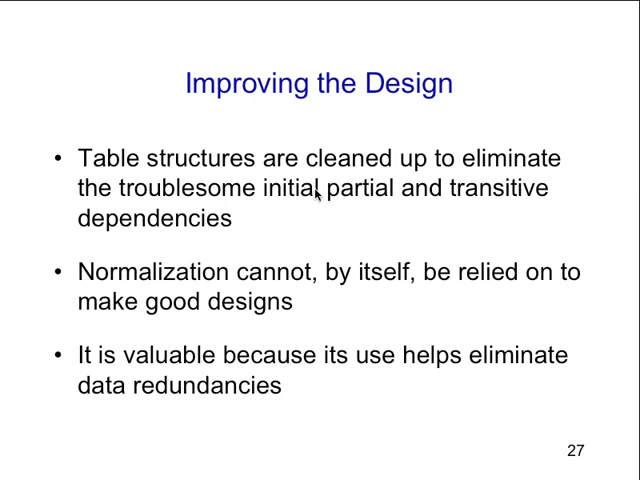 Improving the Design
• Table structures are cleaned up to eliminate
the troublesome initial partial and transitive
dependencies
• Normalization cannot, by itself, be relied on to
make good designs
• It is valuable because its use helps eliminate
data redundancies
27